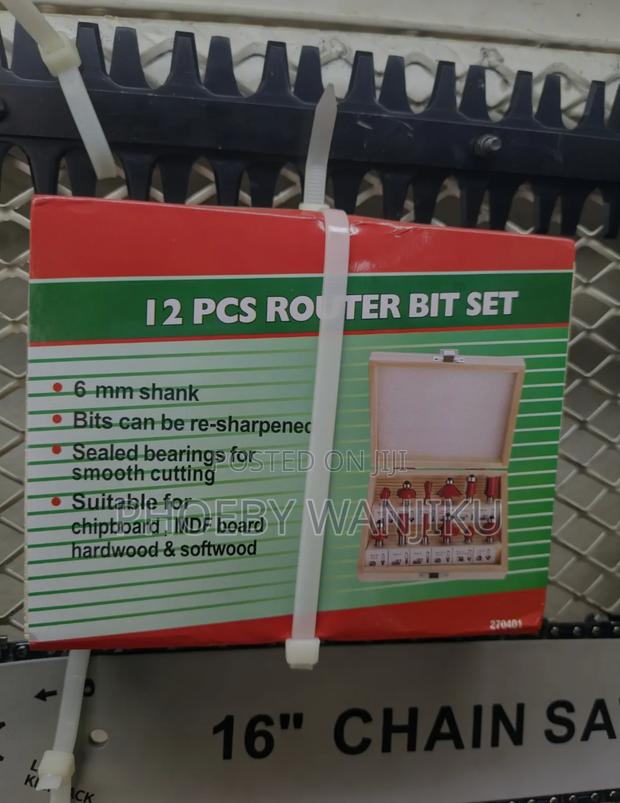 12 PCS ROUTER BIT SET
• 6 mm shank
• Bits can be re-sharpened
• Sealed bearings for
smooth cutting
• Suitable for
chipboard , MDF board
hardwood & softwood
POSTED ON JIJI
PHOEBY WANJIKU
270401
16" CHAIN SA